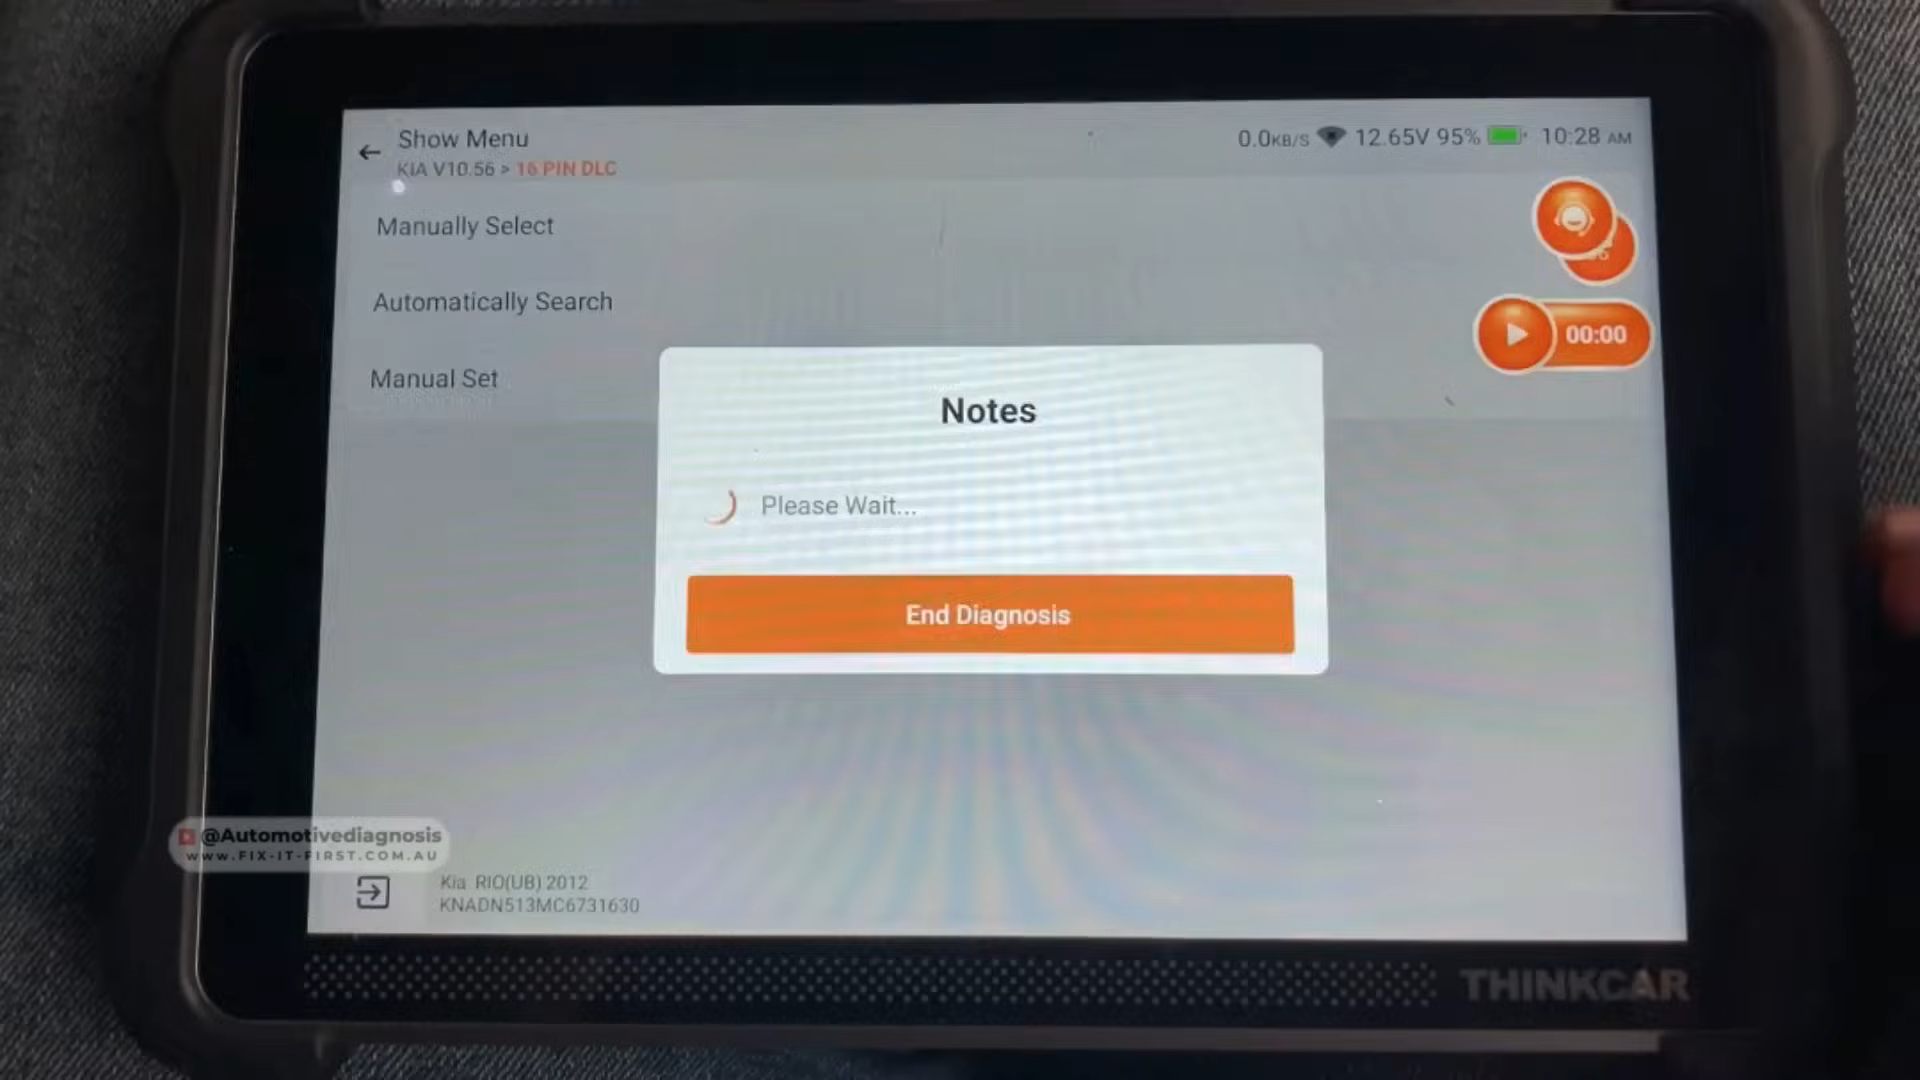 Show Menu
KIA V10.56 > 16 PIN DLC
0.0KB/S 12.65V 95% 10:28 AM
Manually Select
Automatically Search
Manual Set
00:00
Notes
Please Wait...
End Diagnosis
@Automotivediagnosis
WWW.FIX-IT-FIRST.COM.AU
Kia RIO(UB) 2012
KNADN513MC6731630
THINKCAR